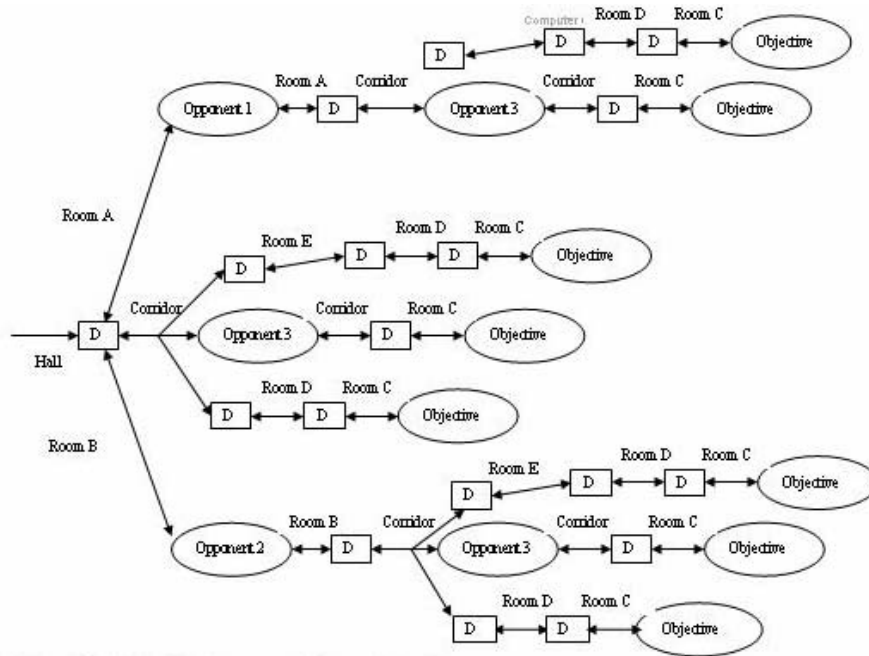 Computer
Room D
Room C
D
D
D
Objective
Room A
Corridor
Corridor
Room C
Opponent 1
D
Opponent 3
D
Objective
Room A
Room E
Room D
Room C
D
D
D
Objective
Corridor
Corridor
Room C
D
Opponent 3
D
Objective
Hall
Room D
Room C
D
D
Objective
Room B
Room E
Room D
Room C
D
D
D
Objective
Room B
Corridor
Corridor
Room C
Opponent 2
D
Opponent 3
D
Objective
Room D
Room C
D
D
Objective